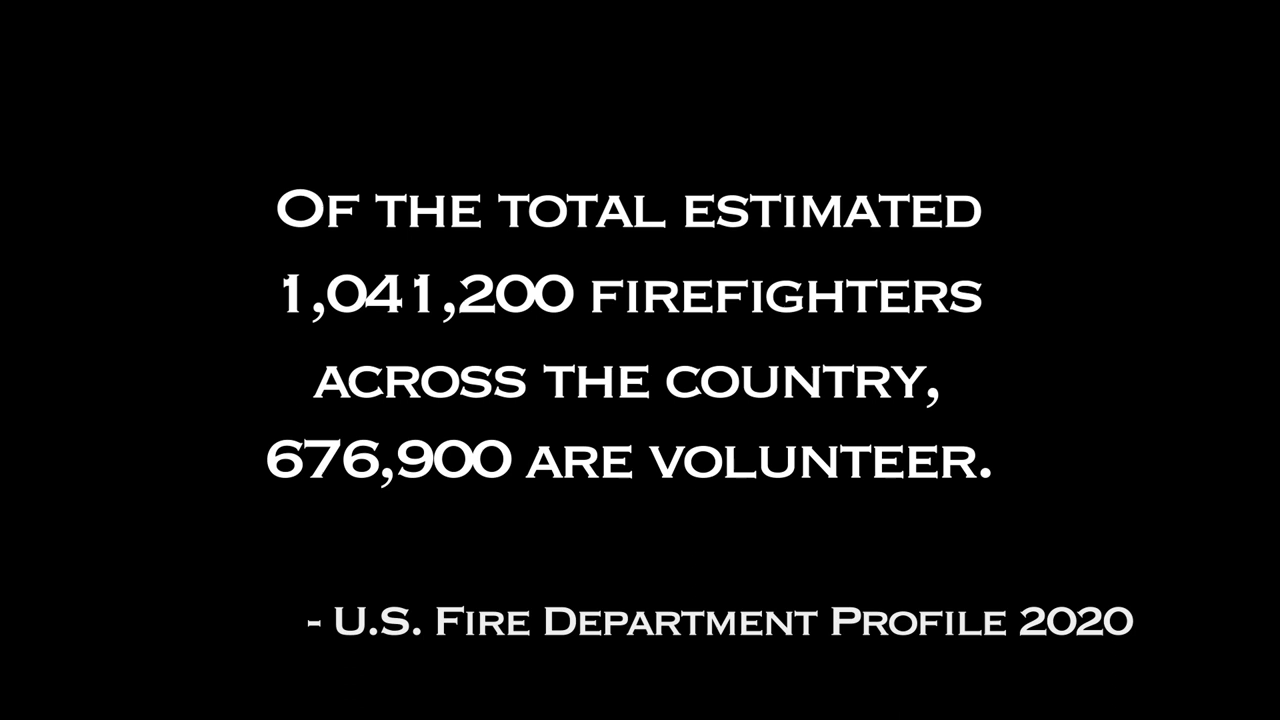 Of the total estimated
1,041,200 firefighters
across the country,
676,900 are volunteer.
- U.S. Fire Department Profile 2020